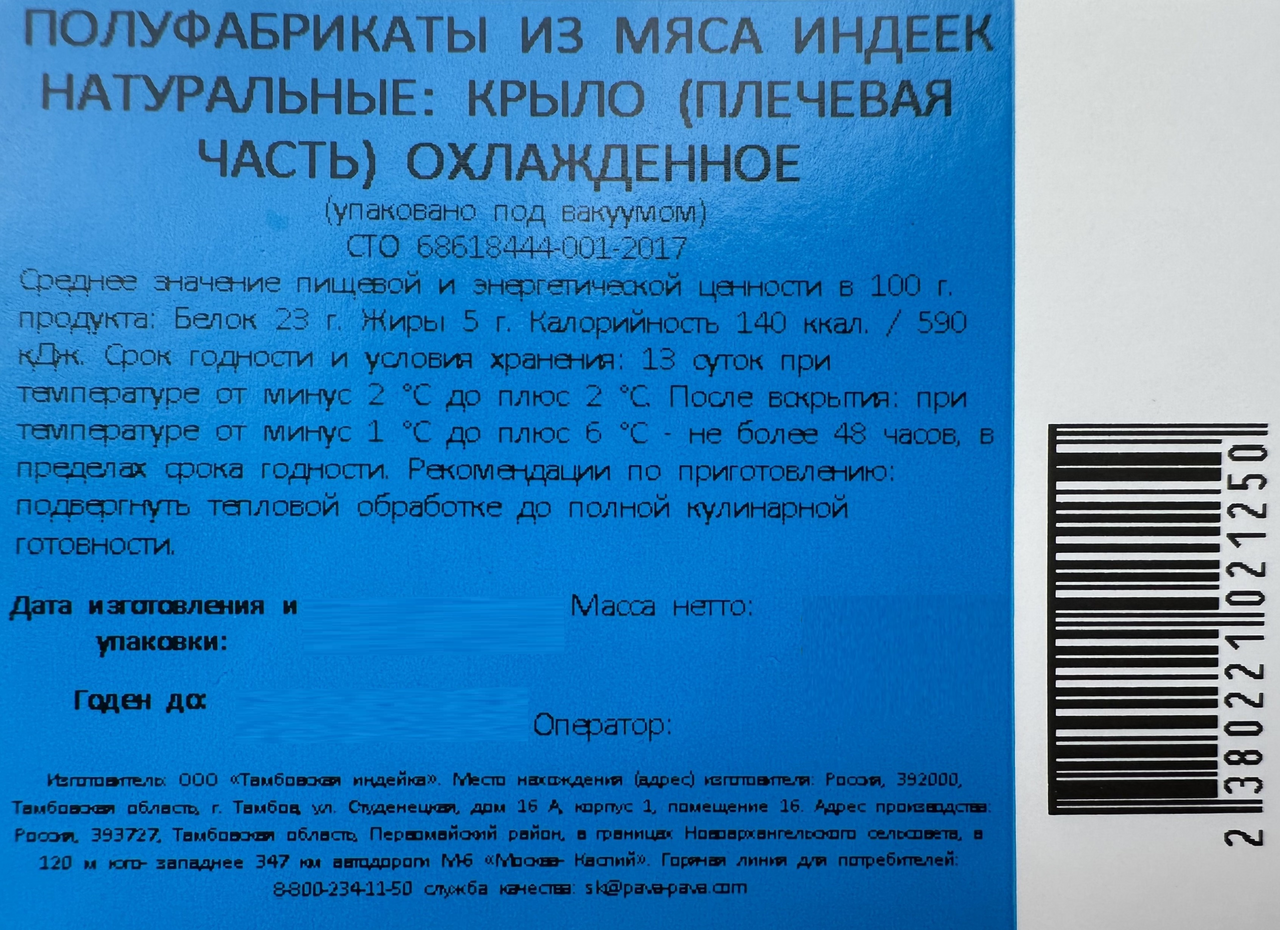 ПОЛУФАБРИКАТЫ ИЗ МЯСА ИНДЕЕК
НАТУРАЛЬНЫЕ: КРЫЛО (ПЛЕЧЕВАЯ
ЧАСТЬ) ОХЛАЖДЕННОЕ
(упаковано под вакуумом)
СТО 68618444-001-2017
Среднее значение пищевой и энергетической ценности в 100 г.
продукта: Белок 23 г. Жиры 5 г. Калорийность 140 ккал. / 590
кДж. Срок годности и условия хранения: 13 суток при
температуре от минус 2 °С до плюс 2 °С. После вскрытия: при
температуре от минус 1 °С до плюс 6 °С - не более 48 часов, в
пределах срока годности. Рекомендации по приготовлению:
подвергнуть тепловой обработке до полной кулинарной
готовности.
Дата изготовления и
упаковки:
Масса нетто:
Годен до:
Оператор:
Изготовитель: ООО «Тамбовская индейка». Место нахождения (адрес) изготовителя: Россия, 392000,
Тамбовская область, г. Тамбов, ул. Студенецкая, дом 16 А, корпус 1, помещение 16. Адрес производства:
Россия, 393727, Тамбовская область, Первомайский район, в границах Новоархангельского сельсовета, в
120 м юго- западнее 347 км автодороги М-6 «Москва- Каспий». Горячая линия для потребителей:
8-800-234-11-50 служба качества: sk@pava-pava.com
2 380221 021250